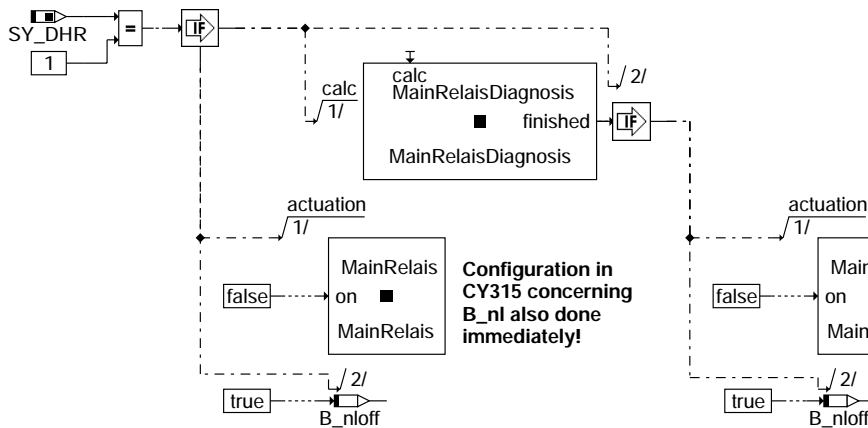 SY_DHR
=
IF
1
calc
1/
calc
MainRelaisDiagnosis
finished
MainRelaisDiagnosis
2/
IF
actuation
1/
actuation
1/
false
MainRelais
on
MainRelais
Configuration in
CY315 concerning
B_nl also done
immediately!
false
Main
on
Main
true
2/
B_nloff
true
2/
B_nloff